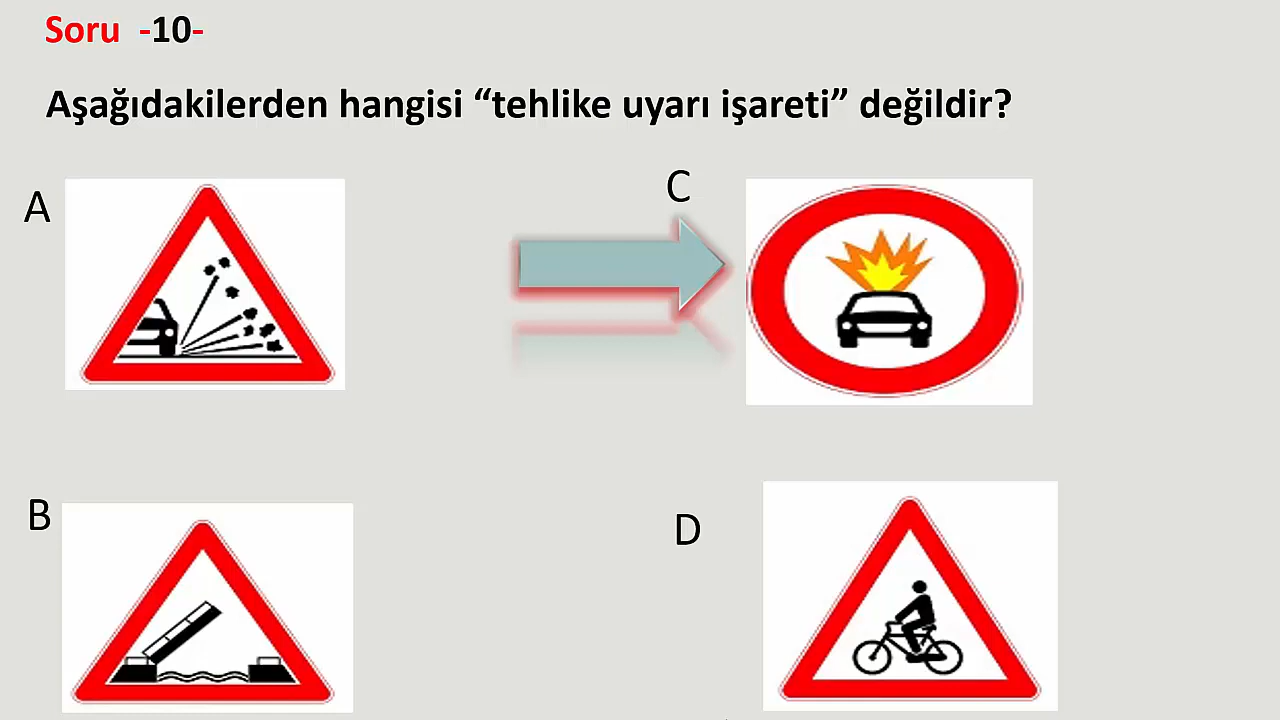 Soru -10-
Aşağıdakilerden hangisi “tehlike uyarı işareti” değildir?
A
C
B
D